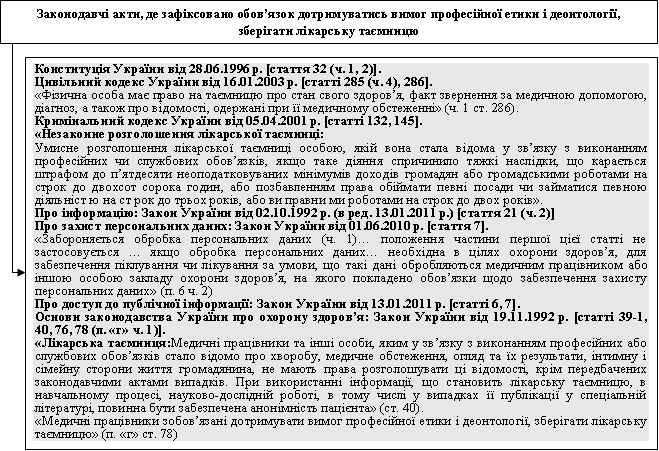 Законодавчі акти, де зафіксовано обов’язок дотримуватись вимог професійної етики і деонтології,
зберігати лікарську таємницю
Конституція України від 28.06.1996 р. [стаття 32 (ч. 1, 2)].
Цивільний кодекс України від 16.01.2003 р. [статті 285 (ч. 4), 286].
«Фізична особа має право на таємницю про стан свого здоров’я, факт звернення за медичною допомогою,
діагноз, а також про відомості, одержані при її медичному обстеженні» (ч. 1 ст. 286).
Кримінальний кодекс України від 05.04.2001 р. [статті 132, 145].
«Незаконне розголошення лікарської таємниці:
Умисне розголошення лікарської таємниці особою, якій вона стала відома у зв’язку з виконанням
професійних чи службових обов’язків, якщо таке діяння спричинило тяжкі наслідки, що карається
штрафом до п’ятдесяти неоподатковуваних мінімумів доходів громадян або громадськими роботами на
строк до двохсот сорока годин, або позбавленням права обіймати певні посади чи займатися певною
діяльніст ю на ст рок до трьох років, або ви правни ми роботами на строк до двох років».
Про інформацію: Закон України від 02.10.1992 р. (в ред. 13.01.2011 р.) [стаття 21 (ч. 2)]
Про захист персональних даних: Закон України від 01.06.2010 р. [стаття 7].
«Забороняється обробка персональних даних (ч. 1)… положення частини першої цієї статті не
застосовується … якщо обробка персональних даних… необхідна в цілях охорони здоров’я, для
забезпечення піклування чи лікування за умови, що такі дані обробляються медичним працівником або
іншою особою закладу охорони здоров’я, на якого покладено обов’язки щодо забезпечення захисту
персональних даних» (п. 6 ч. 2)
Про доступ до публічної інформації: Закон України від 13.01.2011 р. [статті 6, 7].
Основи законодавства України про охорону здоров’я: Закон України від 19.11.1992 р. [статті 39-1,
40, 76, 78 (п. «г» ч. 1)].
«Лікарська таємниця:Медичні працівники та інші особи, яким у зв’язку з виконанням професійних або
службових обов’язків стало відомо про хворобу, медичне обстеження, огляд та їх результати, інтимну і
сімейну сторони життя громадянина, не мають права розголошувати ці відомості, крім передбачених
законодавчими актами випадків. При використанні інформації, що становить лікарську таємницю, в
навчальному процесі, науково-дослідній роботі, в тому числі у випадках її публікації у спеціальній
літературі, повинна бути забезпечена анонімність пацієнта» (ст. 40).
«Медичні працівники зобов’язані дотримувати вимог професійної етики і деонтології, зберігати лікарську
таємницю» (п. «г» ст. 78)